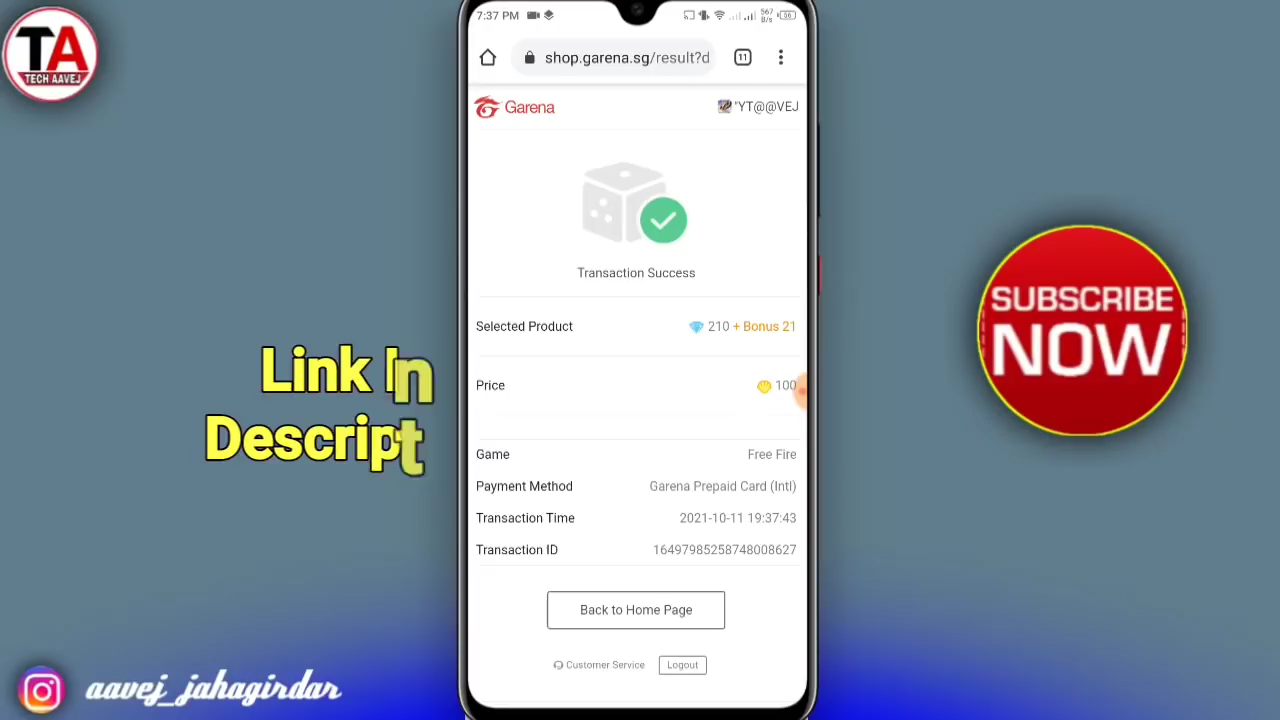 TA
TECH AAVEJ
7:37 PM
567
B/s
56
shop.garena.sg/result?d
11
Garena
"YT@@VEJ
Transaction Success
Selected Product
210 + Bonus 21
Price
100
Game
Free Fire
Payment Method
Garena Prepaid Card (Intl)
Transaction Time
2021-10-11 19:37:43
Transaction ID
16497985258748008627
Back to Home Page
Customer Service
Logout
Link In
Descript
SUBSCRIBE
NOW
aavej_jahagirdar